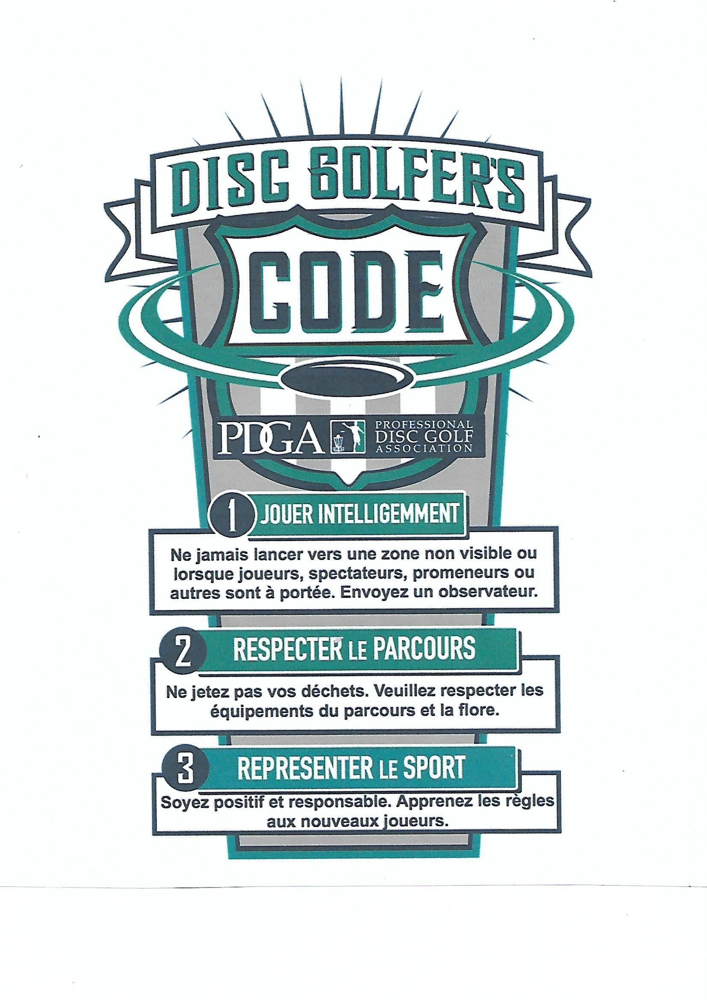 DISC GOLFER'S
CODE
PDGA
PROFESSIONAL
DISC GOLF
ASSOCIATION
1 JOUER INTELLIGEMMENT
Ne jamais lancer vers une zone non visible ou
lorsque joueurs, spectateurs, promeneurs ou
autres sont à portée. Envoyez un observateur.
2 RESPECTER LE PARCOURS
Ne jetez pas vos déchets. Veuillez respecter les
équipements du parcours et la flore.
3 REPRESENTER LE SPORT
Soyez positif et responsable. Apprenez les règles
aux nouveaux joueurs.